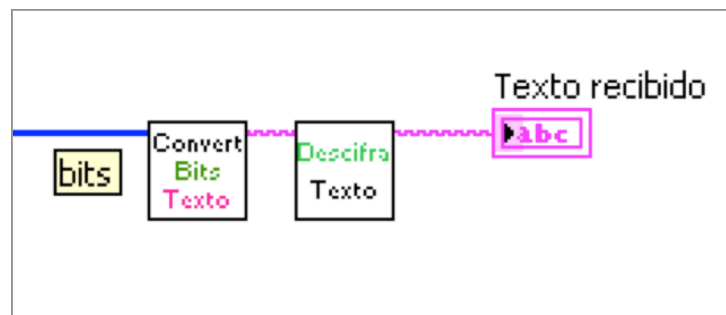 Texto recibido
abc
bits
Convert
Bits
Texto
Descifra
Texto